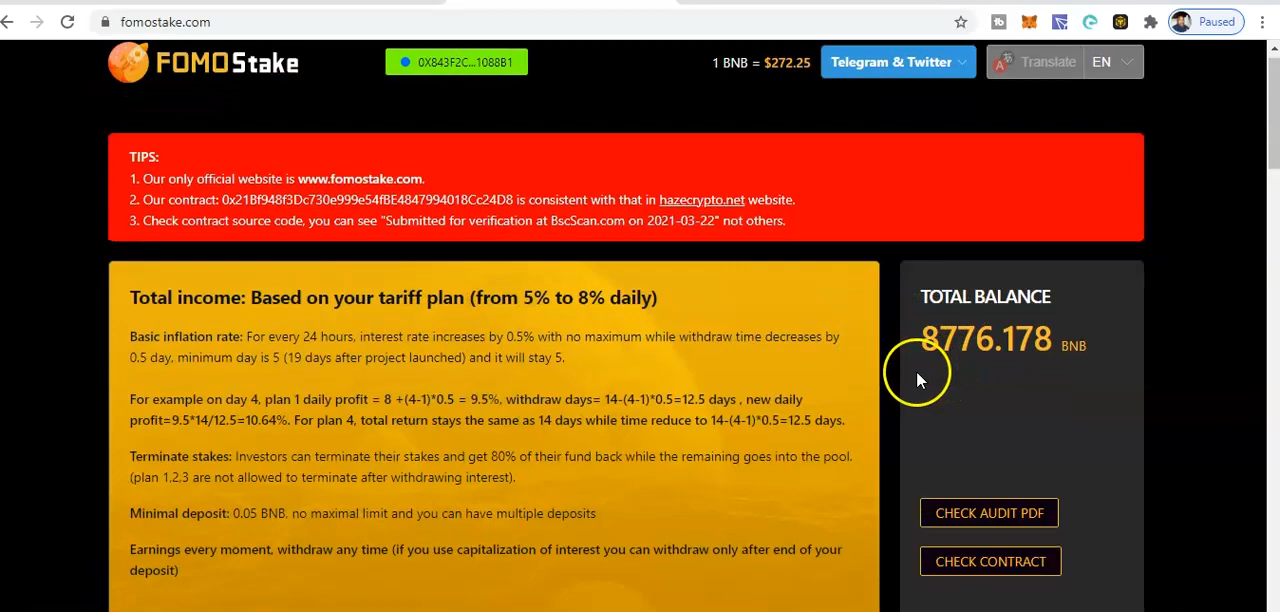 fomostake.com
Paused
FOMOStake
0X843F2C...1088B1
1 BNB = $272.25
Telegram & Twitter
Translate
EN
TIPS:
1. Our only official website is www.fomostake.com.
2. Our contract: 0x21Bf948f3Dc730e999e54fBE4847994018Cc24D8 is consistent with that in hazecrypto.net website.
3. Check contract source code, you can see "Submitted for verification at BscScan.com on 2021-03-22" not others.
Total income: Based on your tariff plan (from 5% to 8% daily)
Basic inflation rate: For every 24 hours, interest rate increases by 0.5% with no maximum while withdraw time decreases by
0.5 day, minimum day is 5 (19 days after project launched) and it will stay 5.
For example on day 4, plan 1 daily profit = 8 +(4-1)*0.5 = 9.5%, withdraw days= 14-(4-1)*0.5=12.5 days , new daily
profit=9.5*14/12.5=10.64%. For plan 4, total return stays the same as 14 days while time reduce to 14-(4-1)*0.5=12.5 days.
Terminate stakes: Investors can terminate their stakes and get 80% of their fund back while the remaining goes into the pool.
(plan 1,2,3 are not allowed to terminate after withdrawing interest).
Minimal deposit: 0.05 BNB, no maximal limit and you can have multiple deposits
Earnings every moment, withdraw any time (if you use capitalization of interest you can withdraw only after end of your
deposit)
TOTAL BALANCE
8776.178 BNB
CHECK AUDIT PDF
CHECK CONTRACT